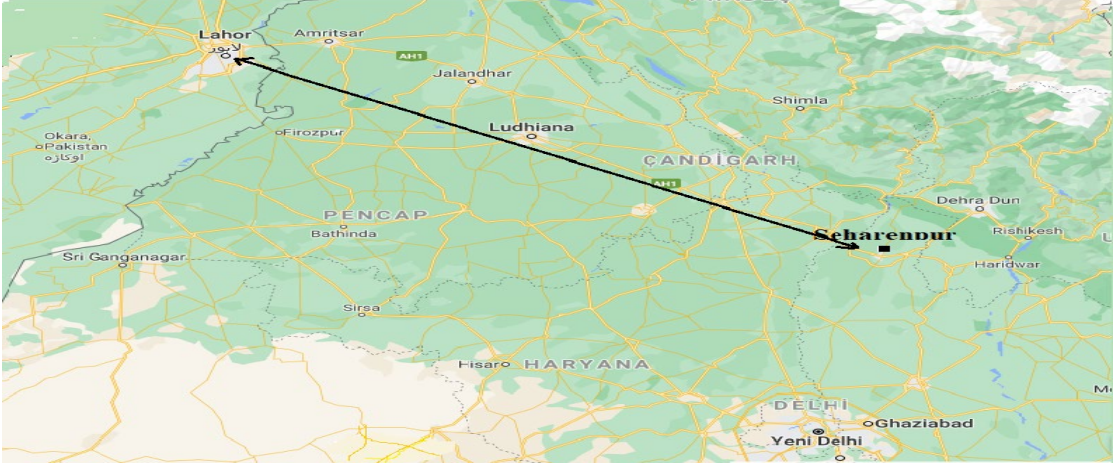 Lahor
لاہور
Amritsar
AH1
Jalandhar
Shimla
Ludhiana
Firozpur
Okara,
Pakistan
اوكاڑه
ÇANDİGARH
AH1
Dehra Dun
PENCAP
Bathinda
Seharenpur
Rishikesh
Sri Ganganagar
Haridwar
Sirsa
Hisar
HARYANA
DELHİ
Ghaziabad
Yeni Delhi